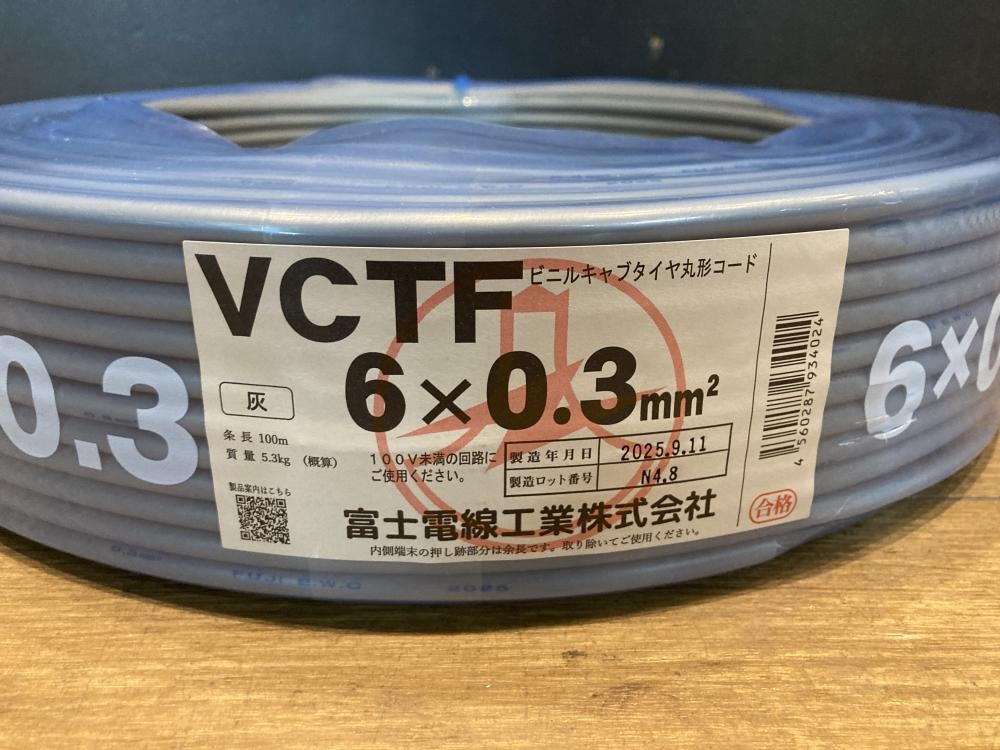 VCTF ビニルキャブタイヤ丸形コード
6×0.3mm²
灰
条長 100m
質量 5.3kg (概算)
100V未満の回路に
ご使用ください。
製造年月日 2025.9.11
製造ロット番号 N4.8
製品案内はこちら
富士電線工業株式会社
内側端末の押し跡部分は余長です。取り除いてご使用ください。
4 560287 934024
合格
0.3
6×0
FUJI E.W.C 2025